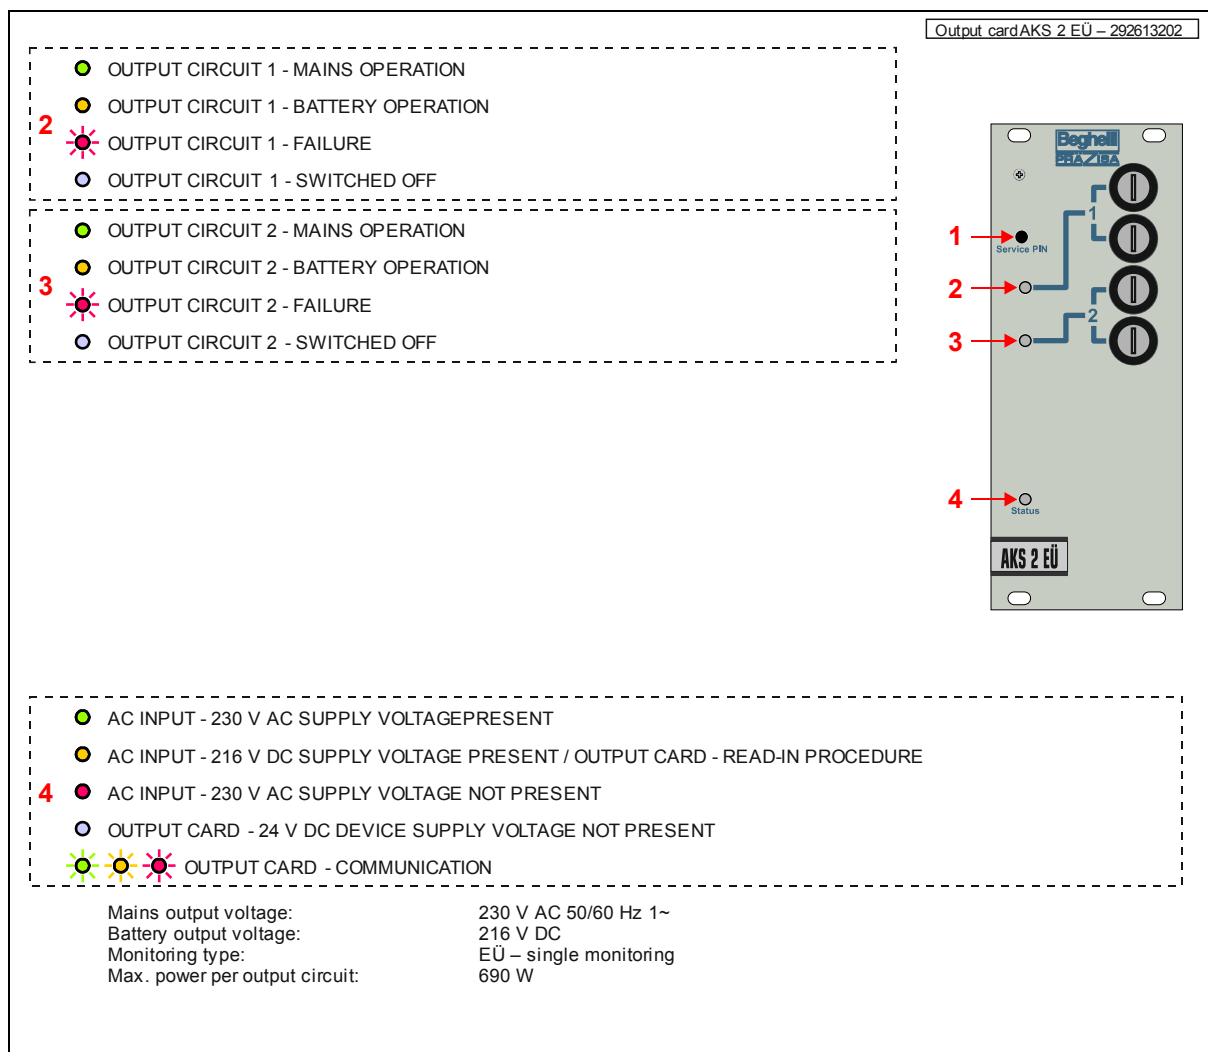 Output cardAKS 2 EÜ – 292613202
OUTPUT CIRCUIT 1 - MAINS OPERATION
OUTPUT CIRCUIT 1 - BATTERY OPERATION
2
OUTPUT CIRCUIT 1 - FAILURE
OUTPUT CIRCUIT 1 - SWITCHED OFF
OUTPUT CIRCUIT 2 - MAINS OPERATION
OUTPUT CIRCUIT 2 - BATTERY OPERATION
3
OUTPUT CIRCUIT 2 - FAILURE
OUTPUT CIRCUIT 2 - SWITCHED OFF
Beghelli
PRÄZISA
1
1
Service PIN
2
2
3
4
Status
AKS 2 EÜ
AC INPUT - 230 V AC SUPPLY VOLTAGEPRESENT
AC INPUT - 216 V DC SUPPLY VOLTAGE PRESENT / OUTPUT CARD - READ-IN PROCEDURE
4
AC INPUT - 230 V AC SUPPLY VOLTAGE NOT PRESENT
OUTPUT CARD - 24 V DC DEVICE SUPPLY VOLTAGE NOT PRESENT
OUTPUT CARD - COMMUNICATION
Mains output voltage: 230 V AC 50/60 Hz 1~
Battery output voltage: 216 V DC
Monitoring type: EÜ – single monitoring
Max. power per output circuit: 690 W